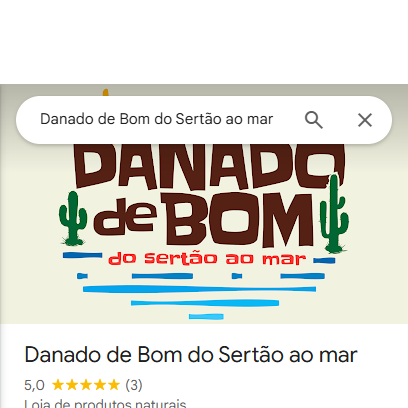 Danado de Bom do Sertão ao mar
DANADO
de BOM
do sertão ao mar
Danado de Bom do Sertão ao mar
5,0 (3)
Loja de produtos naturais